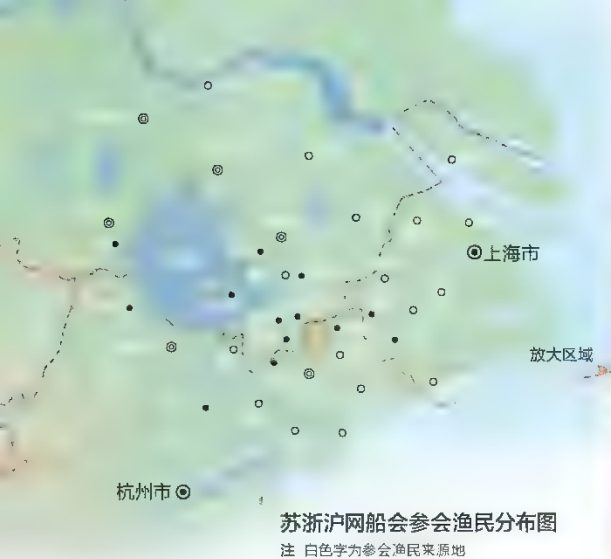 上海市
放大区域
杭州市
苏浙沪网船会参会渔民分布图
注 白色字为参会渔民来源地